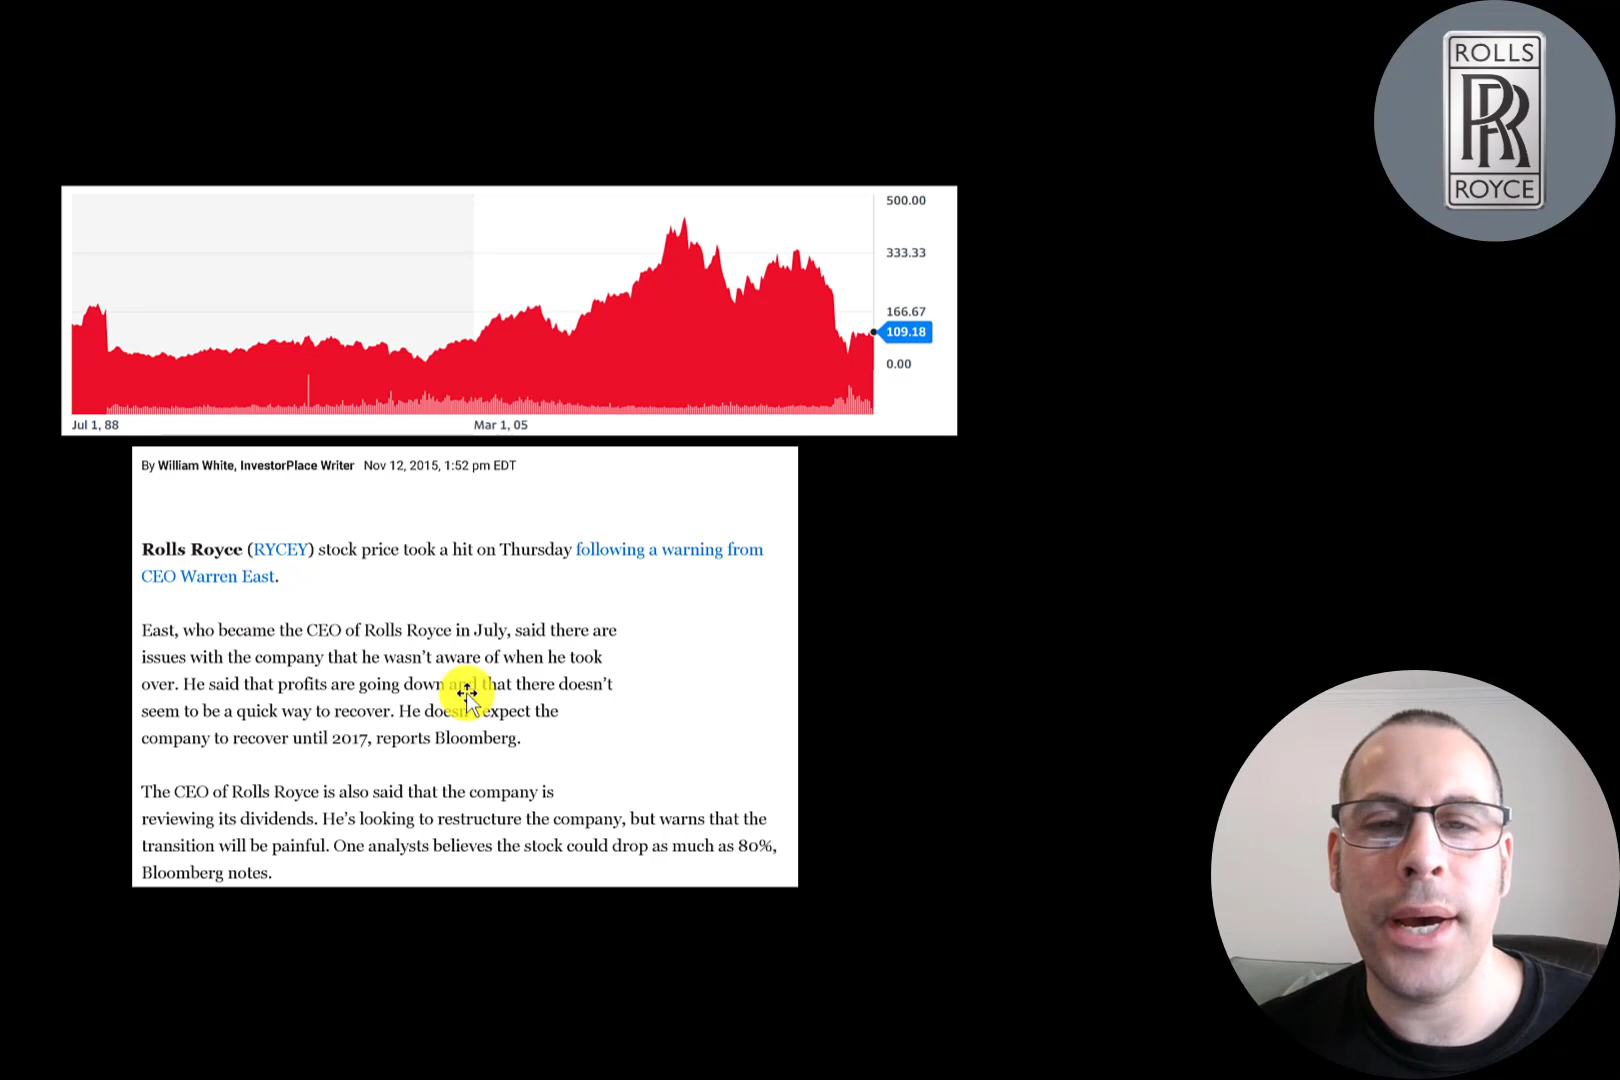 ROLLS
RR
ROYCE
500.00
333.33
166.67
109.18
0.00
Jul 1, 88
Mar 1, 05
By William White, InvestorPlace Writer Nov 12, 2015, 1:52 pm EDT
Rolls Royce (RYCEY) stock price took a hit on Thursday following a warning from
CEO Warren East.
East, who became the CEO of Rolls Royce in July, said there are
issues with the company that he wasn't aware of when he took
over. He said that profits are going down and that there doesn't
seem to be a quick way to recover. He doesn't expect the
company to recover until 2017, reports Bloomberg.
The CEO of Rolls Royce is also said that the company is
reviewing its dividends. He's looking to restructure the company, but warns that the
transition will be painful. One analysts believes the stock could drop as much as 80%,
Bloomberg notes.